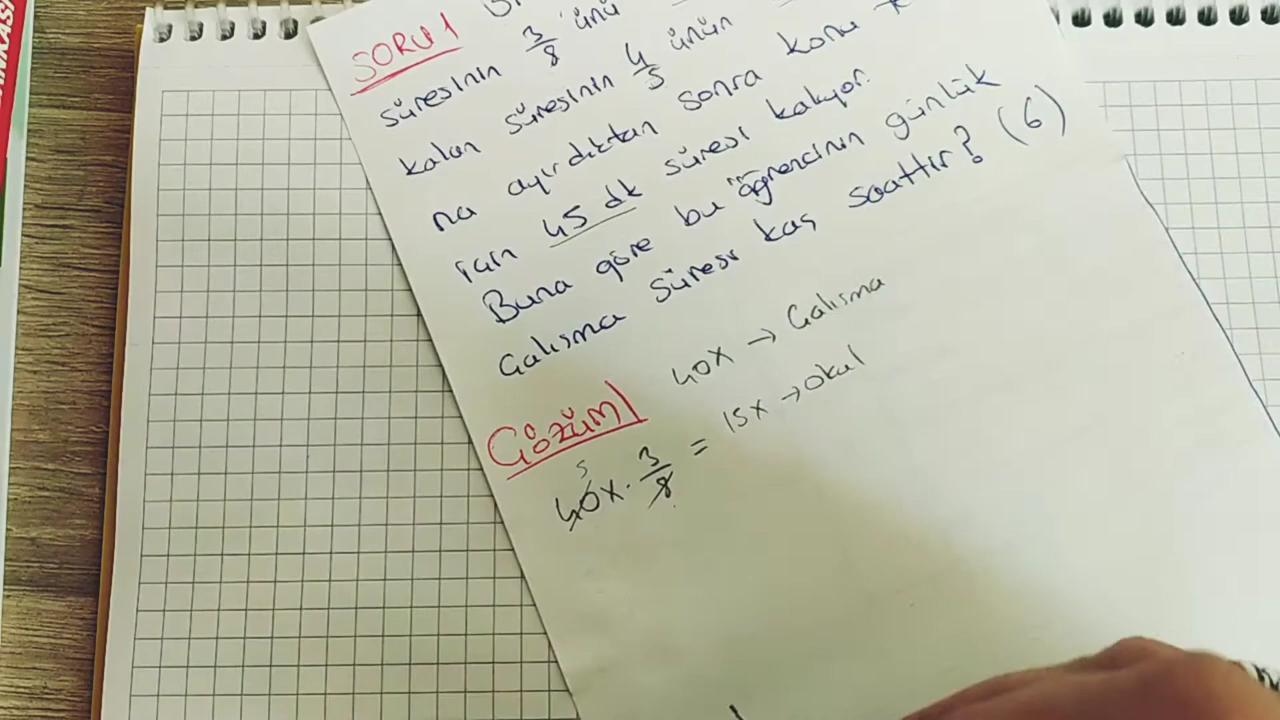 SORU 1
süresinin 3/8 'ünü
kalan süresinin 4/5 ünün
na ayırdıktan sonra konu
için 45 dk süresi kalıyor.
Buna göre bu öğrencinin günlük
Çalışma süresi kaç saattir? (6)
Çözüm 40x → Çalışma
5
40x . 3/8 = 15x → okul